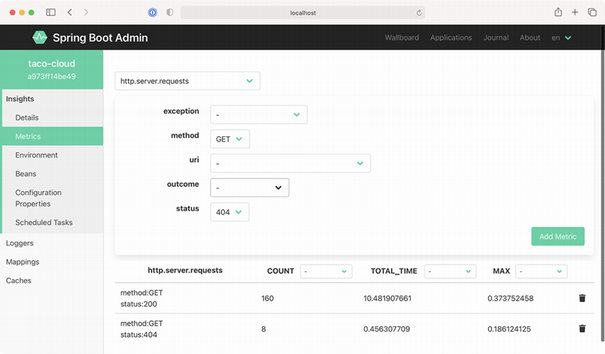 localhost
Spring Boot Admin
Wallboard Applications Journal About en
taco-cloud
a973ff14be49
Insights
Details
Metrics
Environment
Beans
Configuration
Properties
Scheduled Tasks
Loggers
Mappings
Caches
http.server.requests
exception -
method GET
uri -
outcome -
status 404
Add Metric
http.server.requests COUNT - TOTAL_TIME - MAX -
method:GET
status:200
160 10.481907661 0.373752458
method:GET
status:404
8 0.456307709 0.186124125